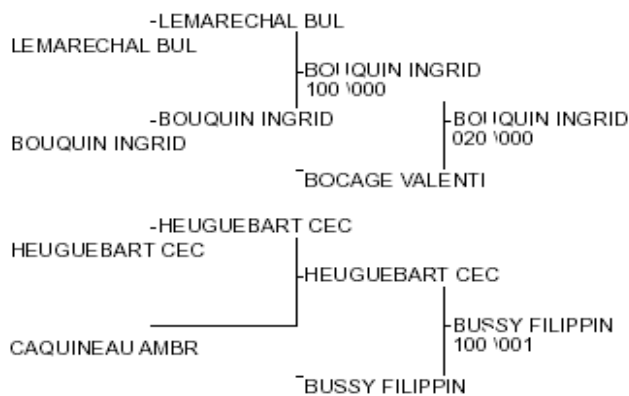 -LEMARECHAL BUL
LEMARECHAL BUL
-BOUQUIN INGRID
100 \000
-BOUQUIN INGRID
BOUQUIN INGRID
-BOUQUIN INGRID
020 \000
-BOCAGE VALENTI
-HEUGUEBART CEC
HEUGUEBART CEC
-HEUGUEBART CEC
CAQUINEAU AMBR
-BUSSY FILIPPIN
100 \001
-BUSSY FILIPPIN